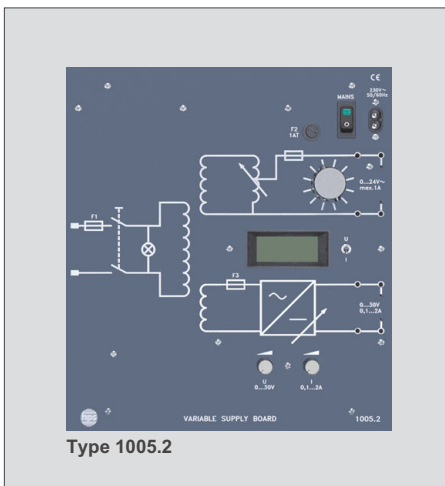 CE
230V~
50/60Hz
MAINS
F2
1AT
0...24V~
max.1A
F1
U
I
F3
0...30V
0,1...2A
U
0...30V
I
0,1...2A
VARIABLE SUPPLY BOARD
1005.2
Type 1005.2